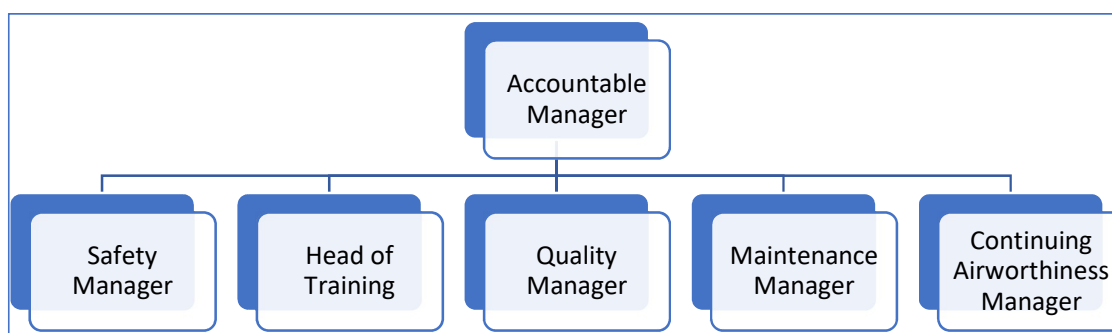 Accountable
Manager
Safety
Manager
Head of
Training
Quality
Manager
Maintenance
Manager
Continuing
Airworthiness
Manager